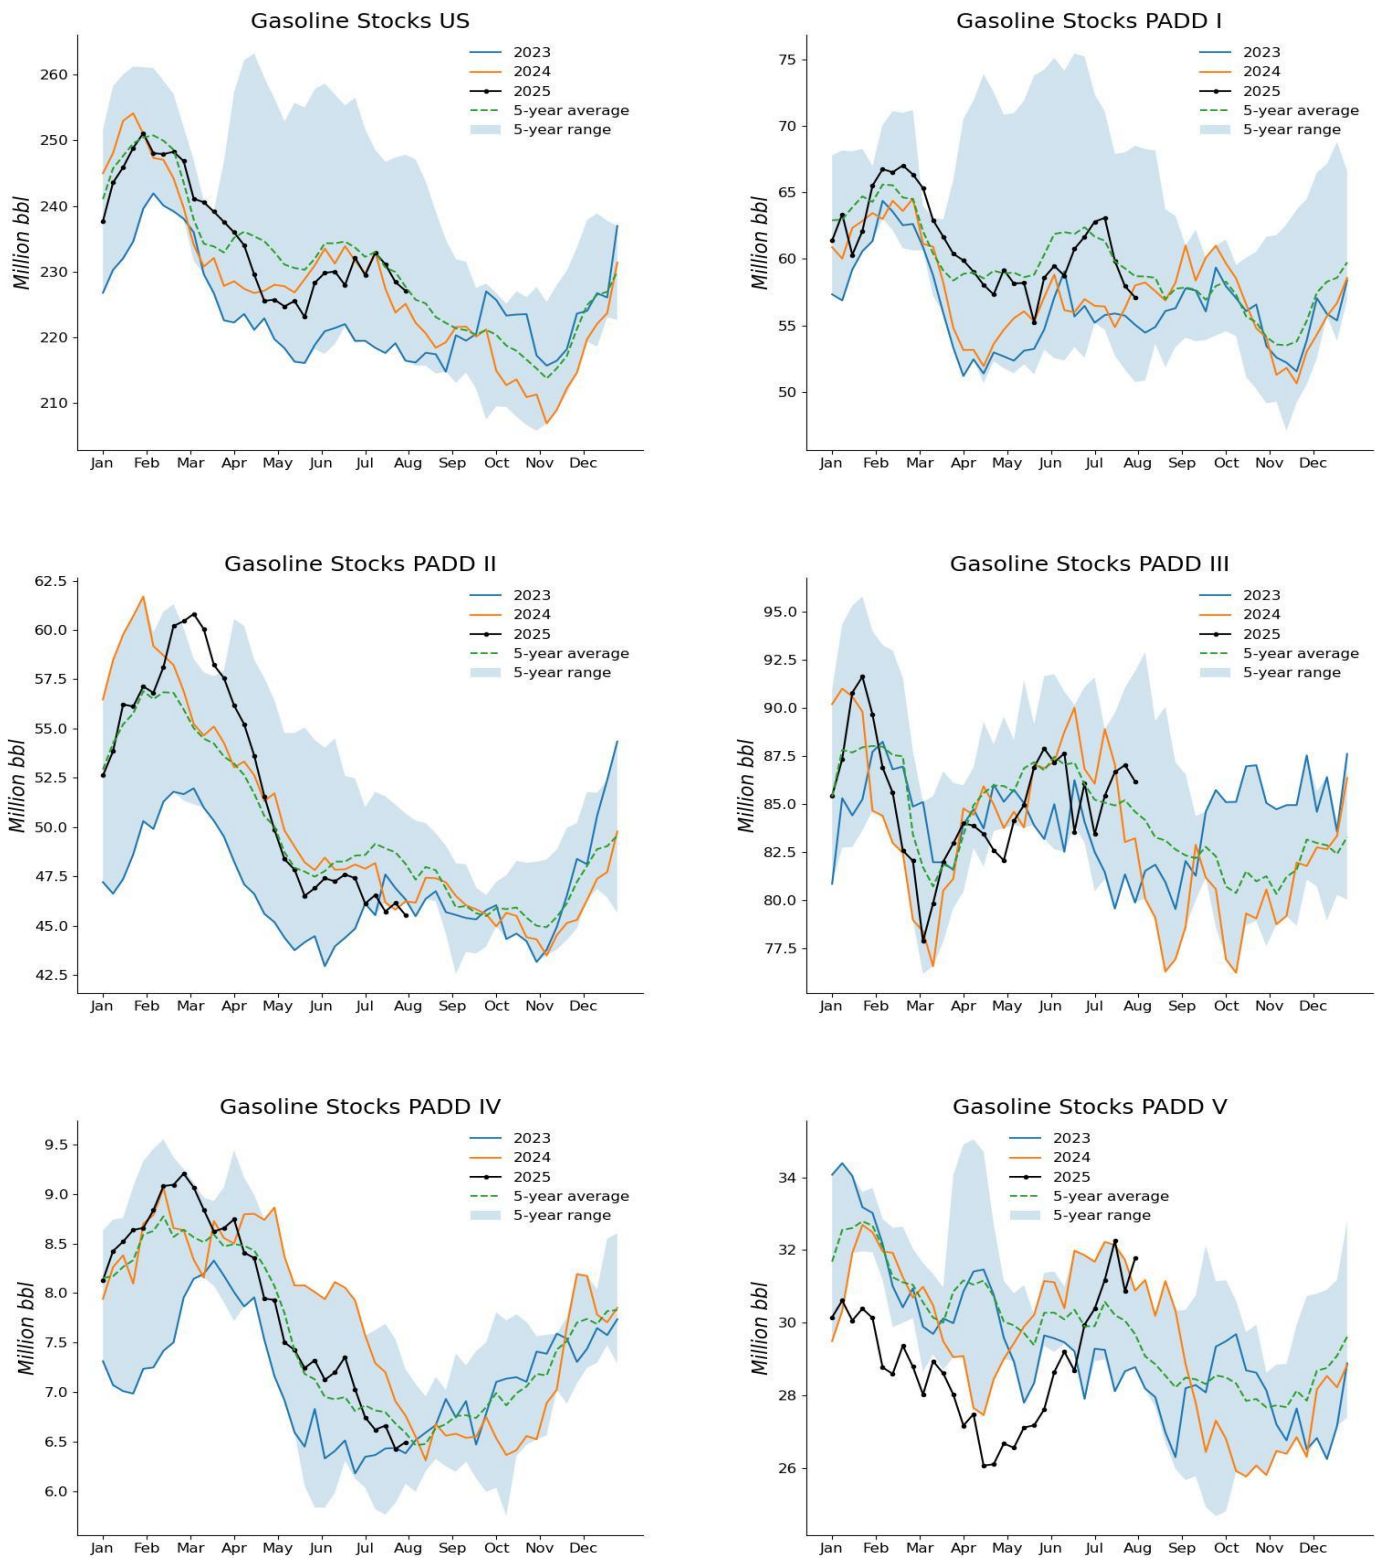 Gasoline Stocks US
Million bbl
260
250
240
230
220
210
2023
2024
2025
5-year average
5-year range
Jan Feb Mar Apr May Jun Jul Aug Sep Oct Nov Dec
Gasoline Stocks PADD I
Million bbl
75
70
65
60
55
50
2023
2024
2025
5-year average
5-year range
Jan Feb Mar Apr May Jun Jul Aug Sep Oct Nov Dec
Gasoline Stocks PADD II
Million bbl
62.5
60.0
57.5
55.0
52.5
50.0
47.5
45.0
42.5
2023
2024
2025
5-year average
5-year range
Jan Feb Mar Apr May Jun Jul Aug Sep Oct Nov Dec
Gasoline Stocks PADD III
Million bbl
95.0
92.5
90.0
87.5
85.0
82.5
80.0
77.5
2023
2024
2025
5-year average
5-year range
Jan Feb Mar Apr May Jun Jul Aug Sep Oct Nov Dec
Gasoline Stocks PADD IV
Million bbl
9.5
9.0
8.5
8.0
7.5
7.0
6.5
6.0
2023
2024
2025
5-year average
5-year range
Jan Feb Mar Apr May Jun Jul Aug Sep Oct Nov Dec
Gasoline Stocks PADD V
Million bbl
34
32
30
28
26
2023
2024
2025
5-year average
5-year range
Jan Feb Mar Apr May Jun Jul Aug Sep Oct Nov Dec